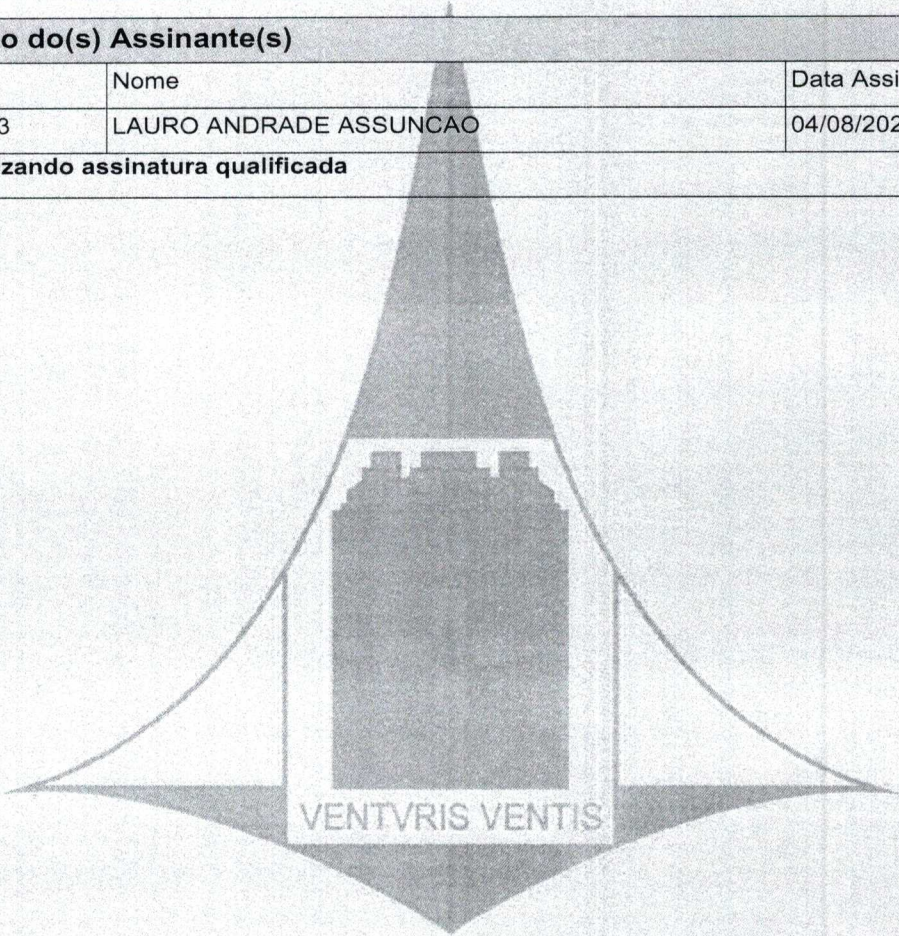 o do(s) Assinante(s)
Nome Data Assi
3 LAURO ANDRADE ASSUNCAO 04/08/202
zando assinatura qualificada
VENTVRIS VENTIS